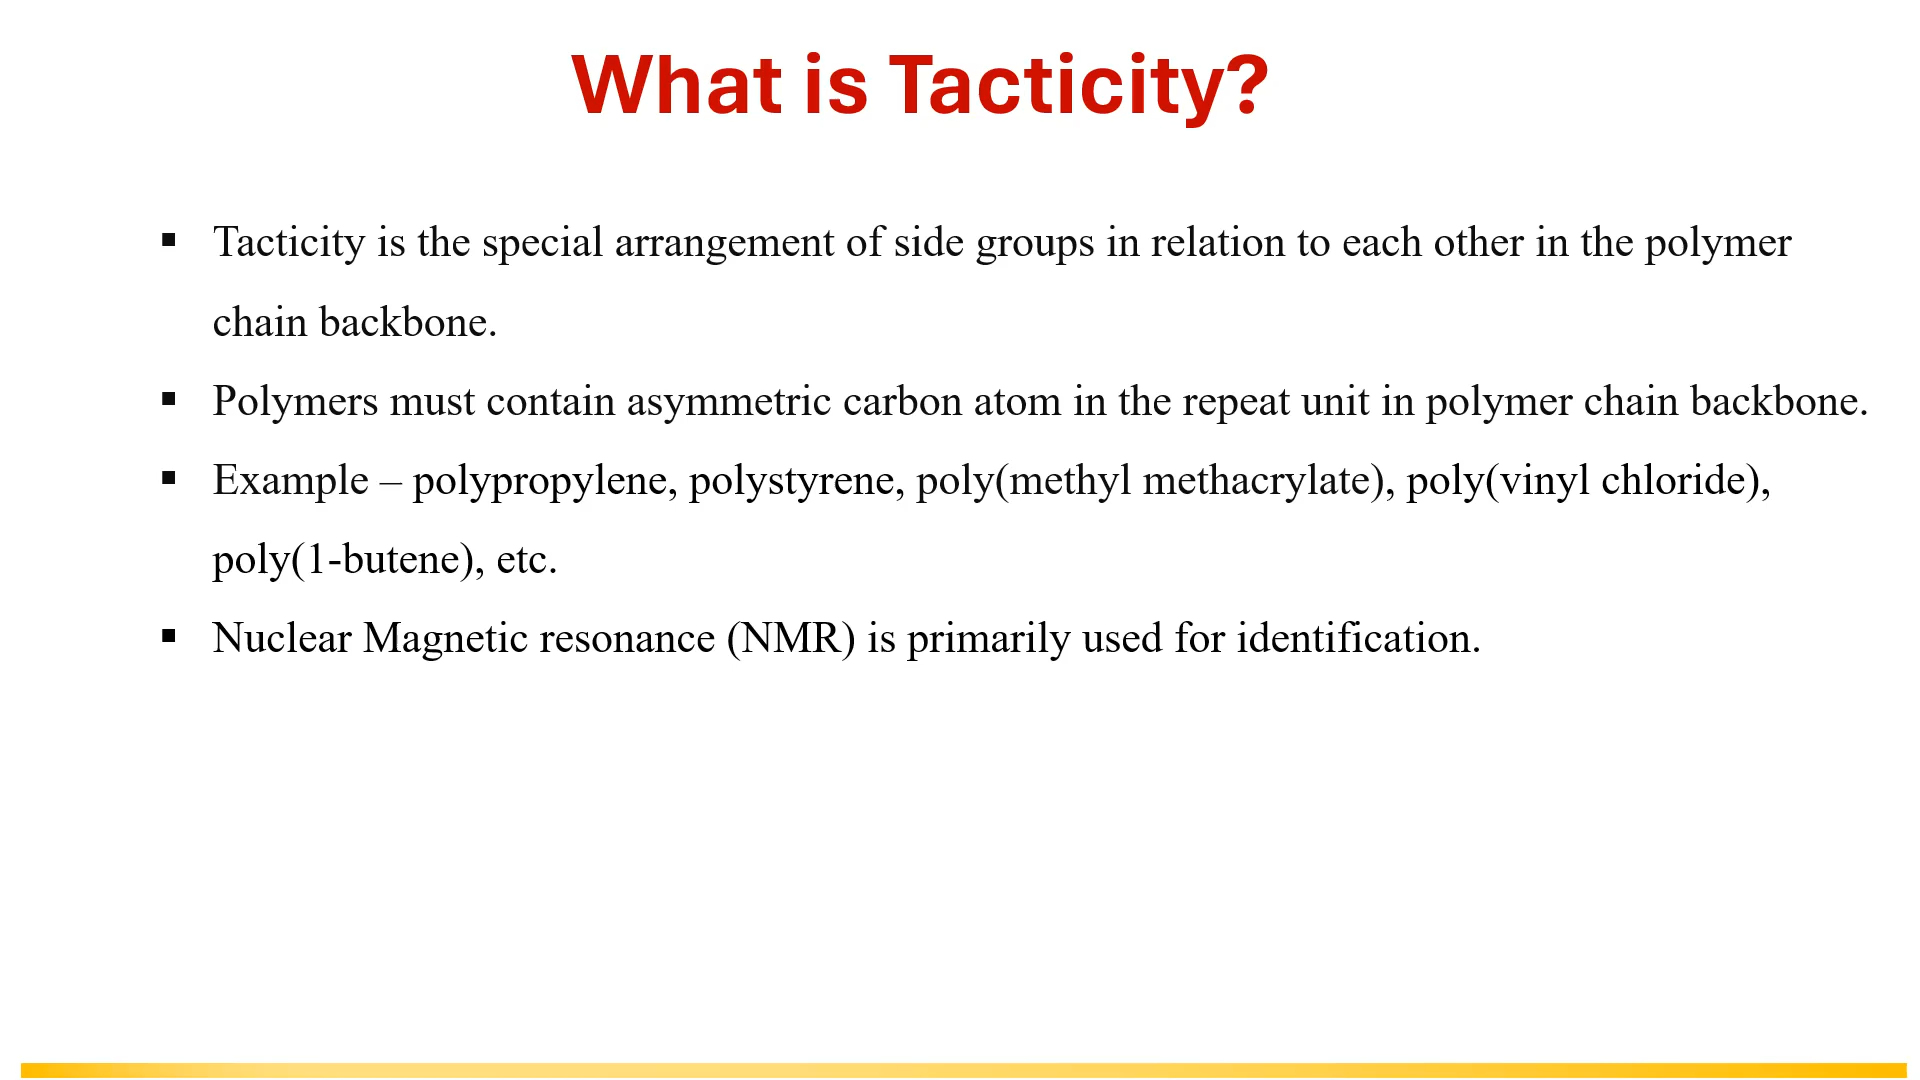 What is Tacticity?
▪ Tacticity is the special arrangement of side groups in relation to each other in the polymer
chain backbone.
▪ Polymers must contain asymmetric carbon atom in the repeat unit in polymer chain backbone.
▪ Example – polypropylene, polystyrene, poly(methyl methacrylate), poly(vinyl chloride),
poly(1-butene), etc.
▪ Nuclear Magnetic resonance (NMR) is primarily used for identification.